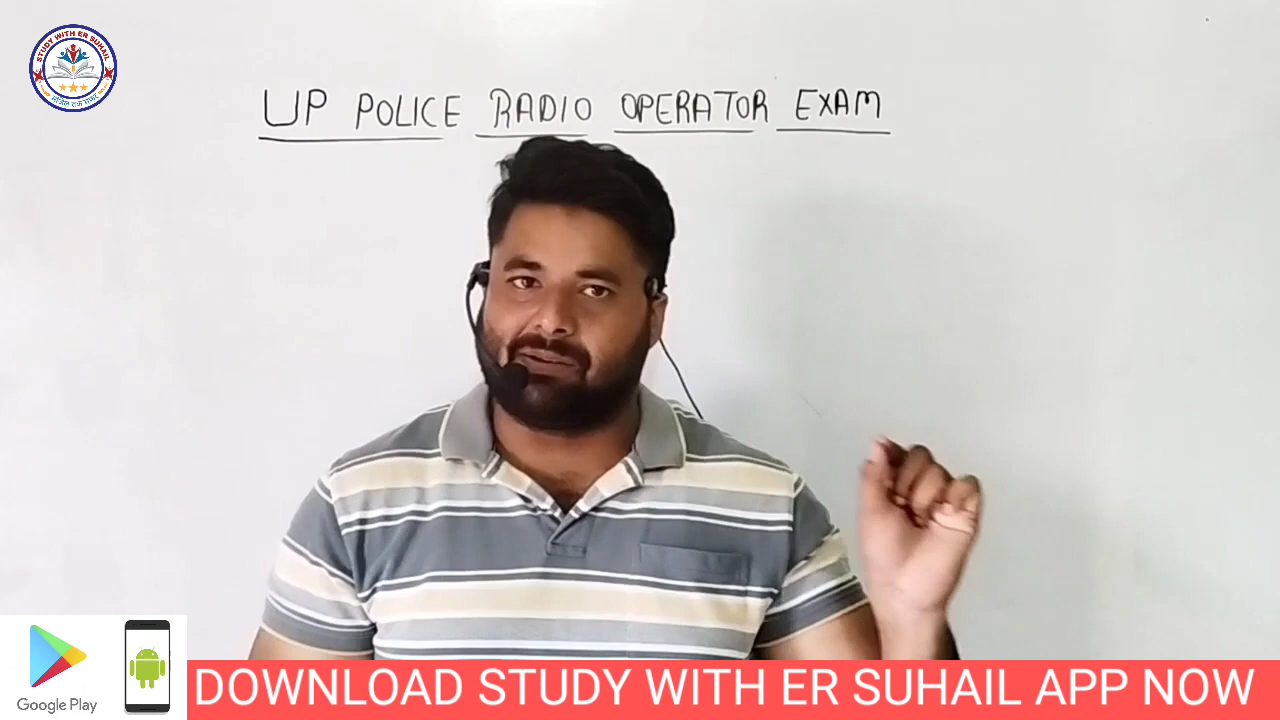 STUDY WITH ER SUHAIL
UP POLICE RADIO OPERATOR EXAM
Google Play
DOWNLOAD STUDY WITH ER SUHAIL APP NOW